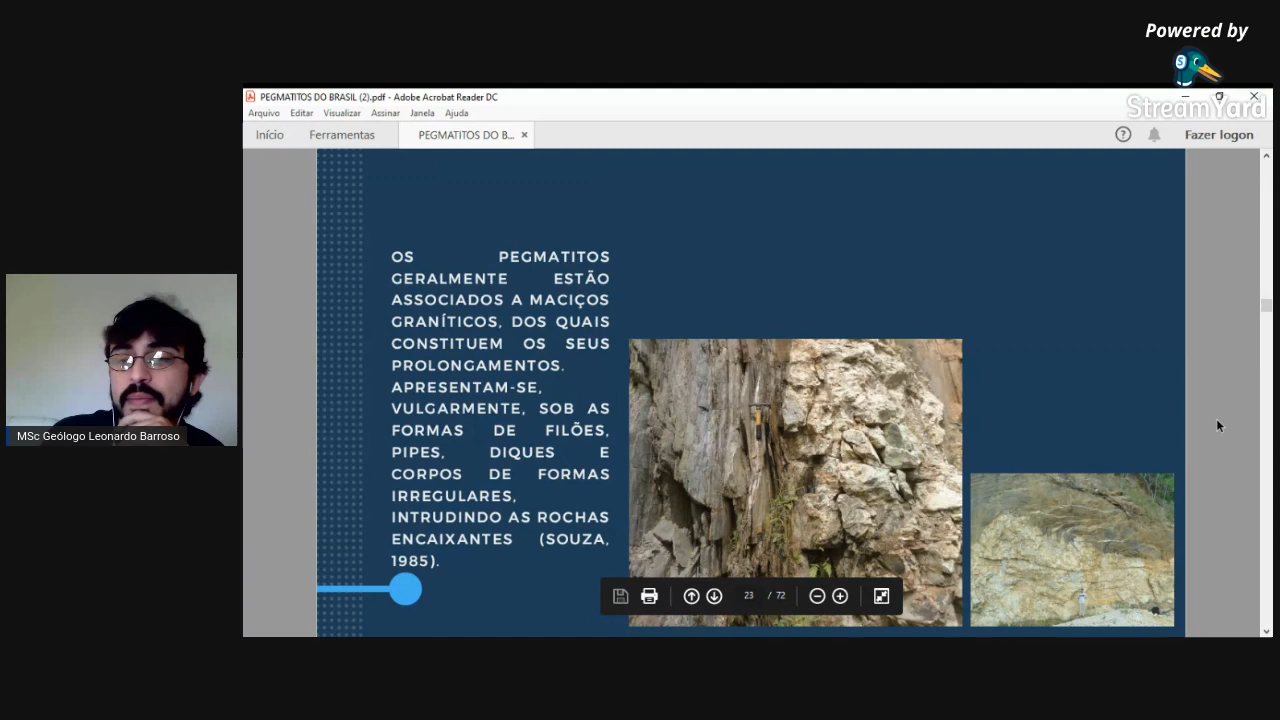 Powered by
StreamYard
PEGMATITOS DO BRASIL (2).pdf - Adobe Acrobat Reader DC
Arquivo Editar Visualizar Assinar Janela Ajuda
Início Ferramentas PEGMATITOS DO B... × Fazer logon
OS PEGMATITOS
GERALMENTE ESTÃO
ASSOCIADOS A MACIÇOS
GRANÍTICOS, DOS QUAIS
CONSTITUEM OS SEUS
PROLONGAMENTOS.
APRESENTAM-SE,
VULGARMENTE, SOB AS
FORMAS DE FILÕES,
PIPES, DIQUES E
CORPOS DE FORMAS
IRREGULARES,
INTRUDINDO AS ROCHAS
ENCAIXANTES (SOUZA,
1985).
23 / 72
MSc Geólogo Leonardo Barroso